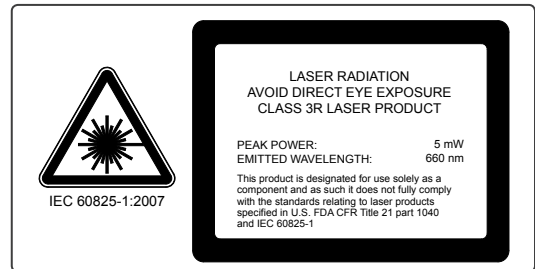 LASER RADIATION
AVOID DIRECT EYE EXPOSURE
CLASS 3R LASER PRODUCT
PEAK POWER: 5 mW
EMITTED WAVELENGTH: 660 nm
This product is designated for use solely as a
component and as such it does not fully comply
with the standards relating to laser products
specified in U.S. FDA CFR Title 21 part 1040
and IEC 60825-1
IEC 60825-1:2007